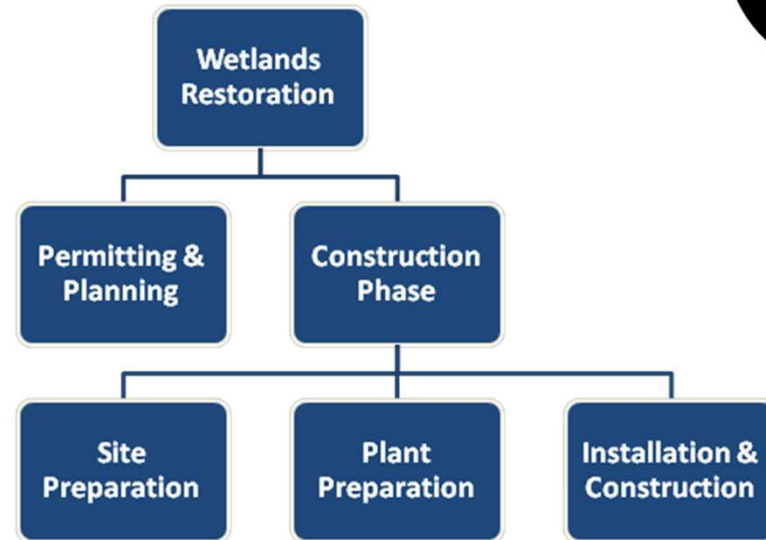 Wetlands
Restoration
Permitting &
Planning
Construction
Phase
Site
Preparation
Plant
Preparation
Installation &
Construction